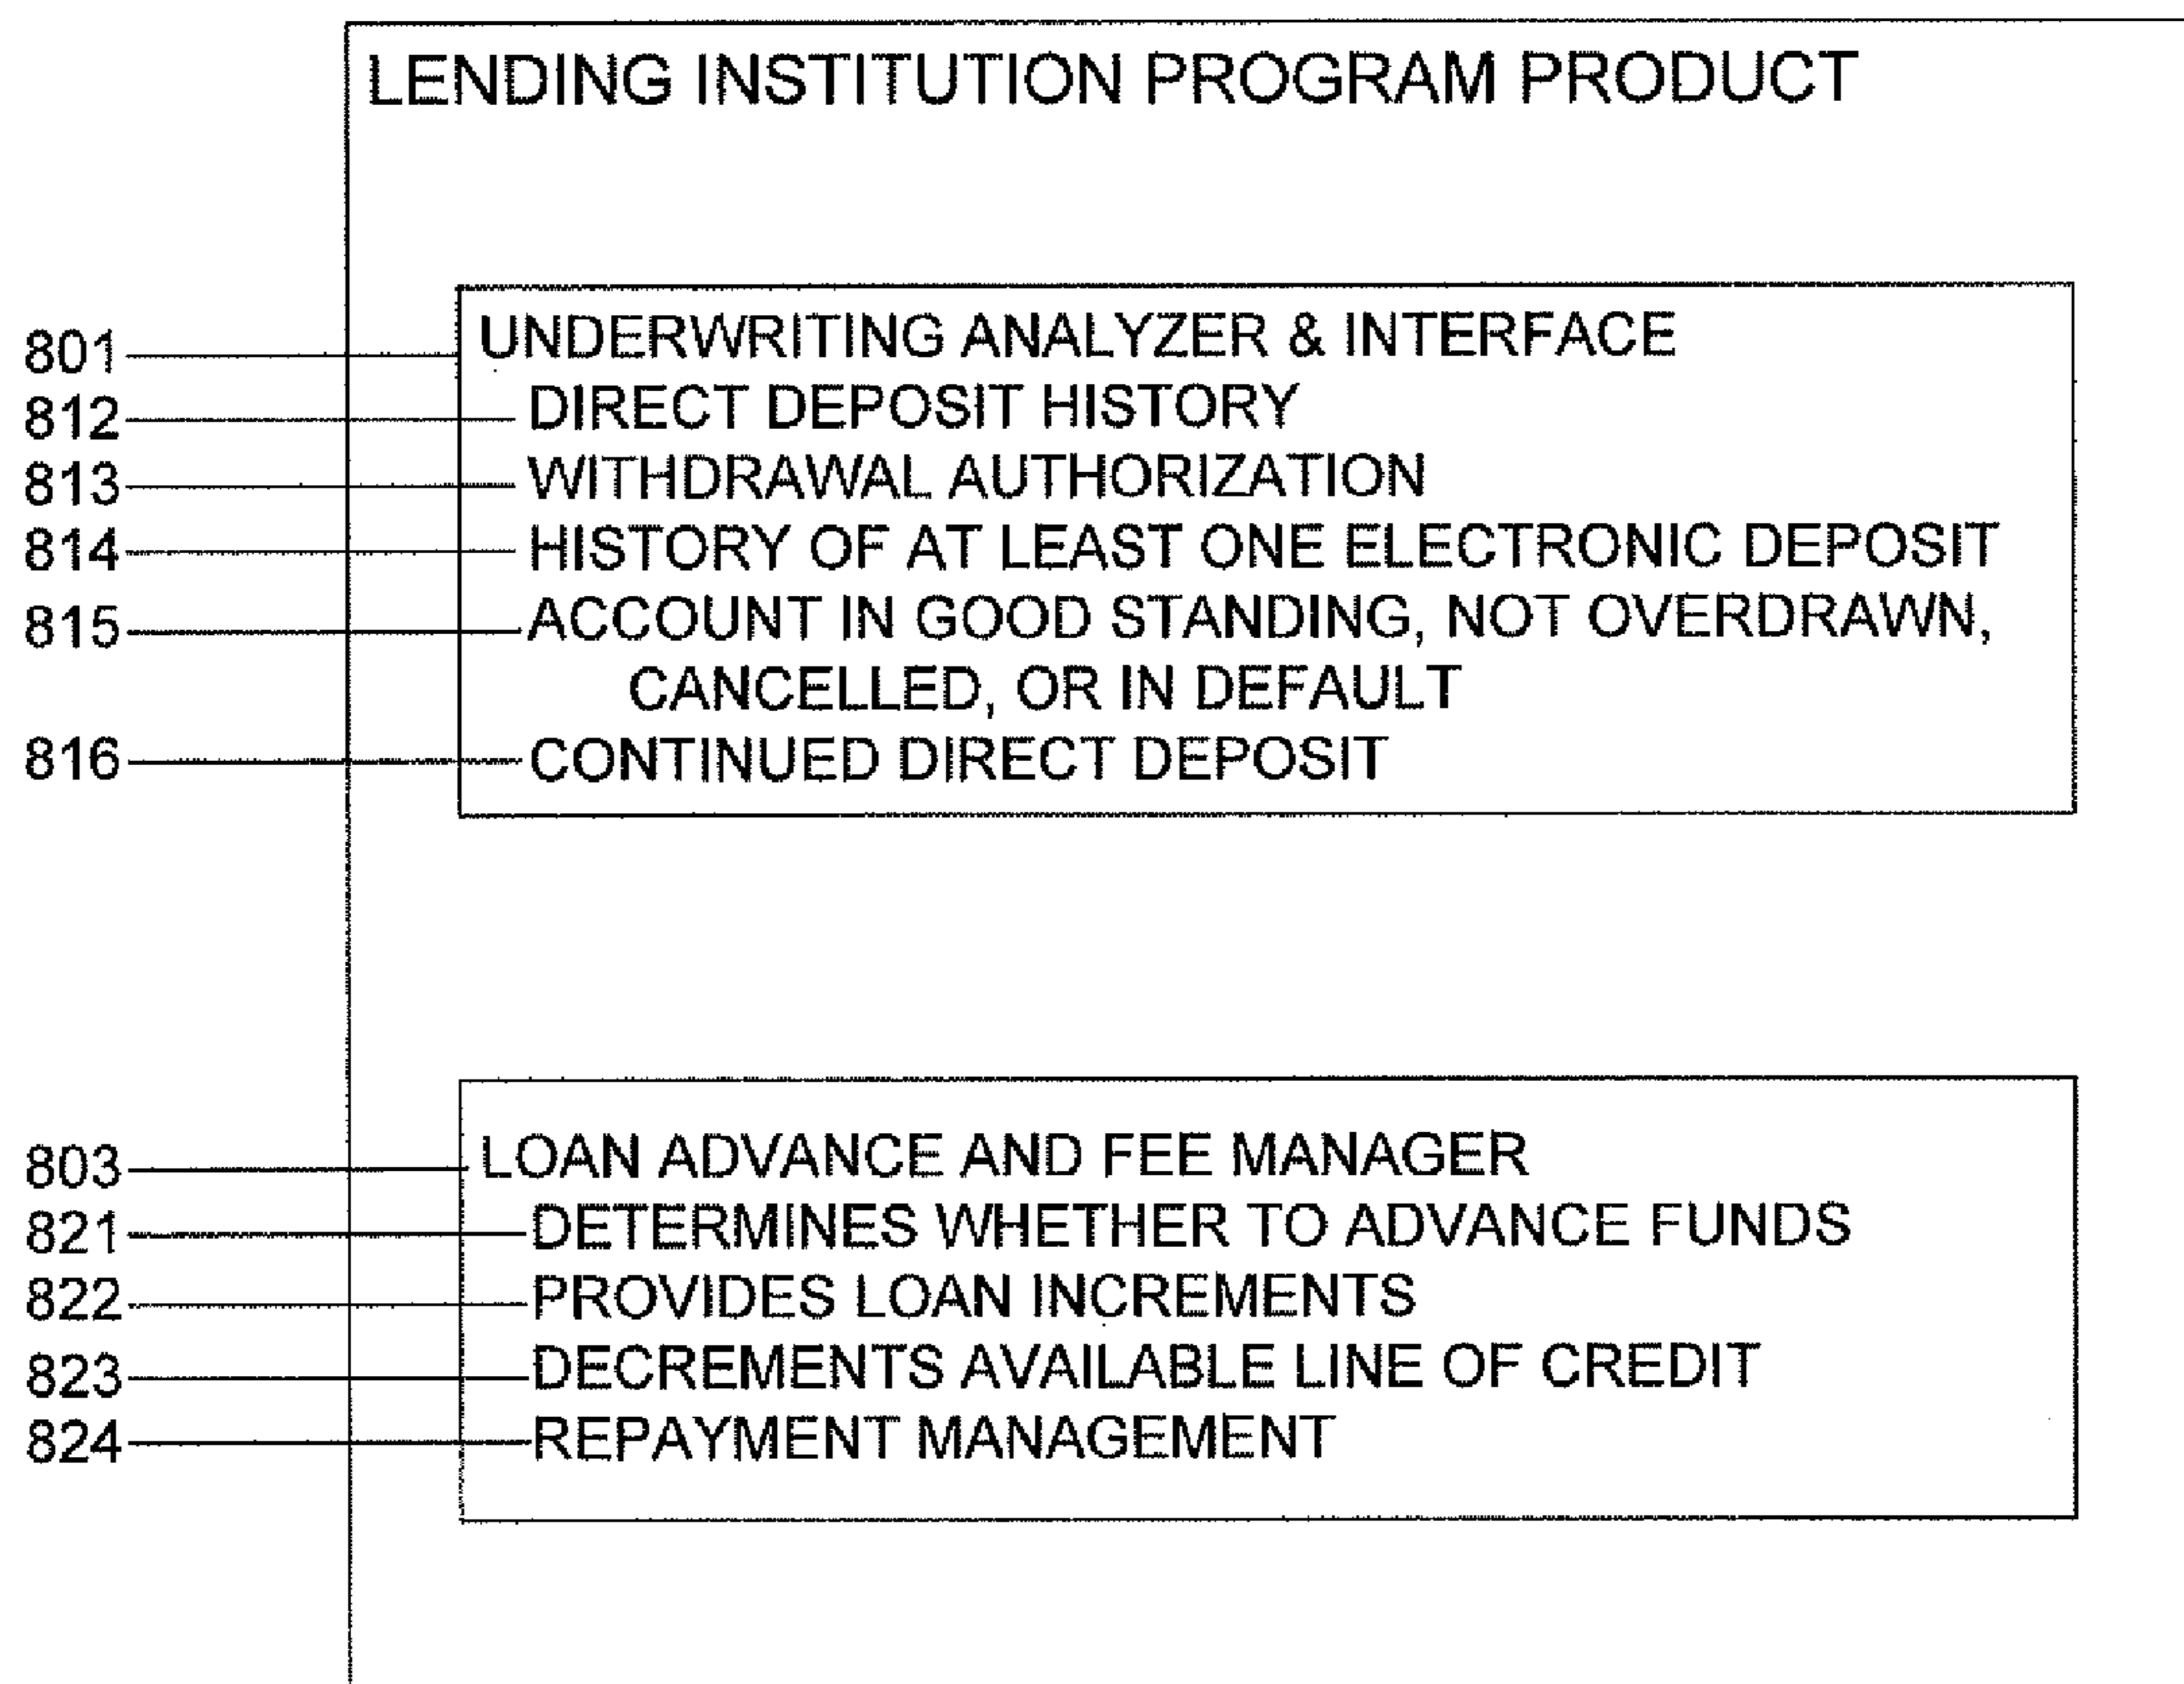 LENDING INSTITUTION PROGRAM PRODUCT
801 UNDERWRITING ANALYZER & INTERFACE
812 DIRECT DEPOSIT HISTORY
813 WITHDRAWAL AUTHORIZATION
814 HISTORY OF AT LEAST ONE ELECTRONIC DEPOSIT
815 ACCOUNT IN GOOD STANDING, NOT OVERDRAWN,
CANCELLED, OR IN DEFAULT
816 CONTINUED DIRECT DEPOSIT
803 LOAN ADVANCE AND FEE MANAGER
821 DETERMINES WHETHER TO ADVANCE FUNDS
822 PROVIDES LOAN INCREMENTS
823 DECREMENTS AVAILABLE LINE OF CREDIT
824 REPAYMENT MANAGEMENT